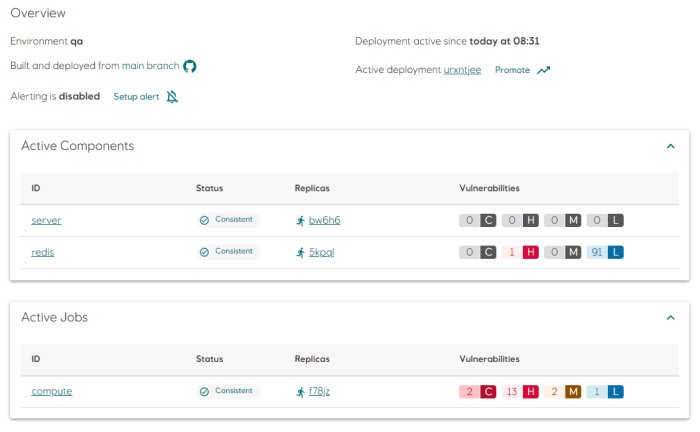 Overview
Environment qa
Deployment active since today at 08:31
Built and deployed from main branch
Active deployment urxntjee Promote
Alerting is disabled Setup alert
Active Components
ID Status Replicas Vulnerabilities
server Consistent bw6h6 0 C 0 H 0 M 0 L
redis Consistent 5kpql 0 C 1 H 0 M 91 L
Active Jobs
ID Status Replicas Vulnerabilities
compute Consistent f78jz 2 C 13 H 2 M 1 L